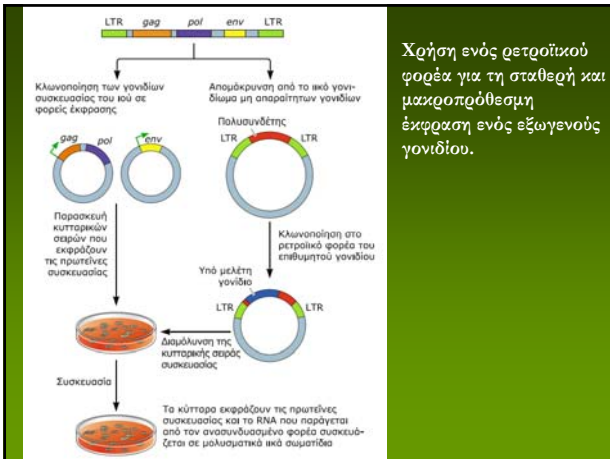 LTR gag pol env LTR
Κλωνοποίηση των γονιδίων
συσκευασίας του ιού σε
φορείς έκφρασης
Απομάκρυνση από το ιικό γονι-
δίωμα μη απαραίτητων γονιδίων
gag
pol
env
Πολυσυνδέτης
LTR
LTR
Παρασκευή
κυτταρικών
σειρών που
εκφράζουν
τις πρωτεΐνες
συσκευασίας
Κλωνοποίηση στο
ρετροϊικό φορέα του
επιθυμητού γονιδίου
Υπό μελέτη
γονίδιο
LTR
LTR
Διαμόλυνση της
κυτταρικής σειράς
συσκευασίας
Συσκευασία
Τα κύτταρα εκφράζουν τις πρωτεΐνες
συσκευασίας και το RNA που παράγεται
από τον ανασυνδυασμένο φορέα συσκευά-
ζεται σε μολυσματικά ιικά σωματίδια
Χρήση ενός ρετροϊικού
φορέα για τη σταθερή και
μακροπρόθεσμη
έκφραση ενός εξωγενούς
γονιδίου.